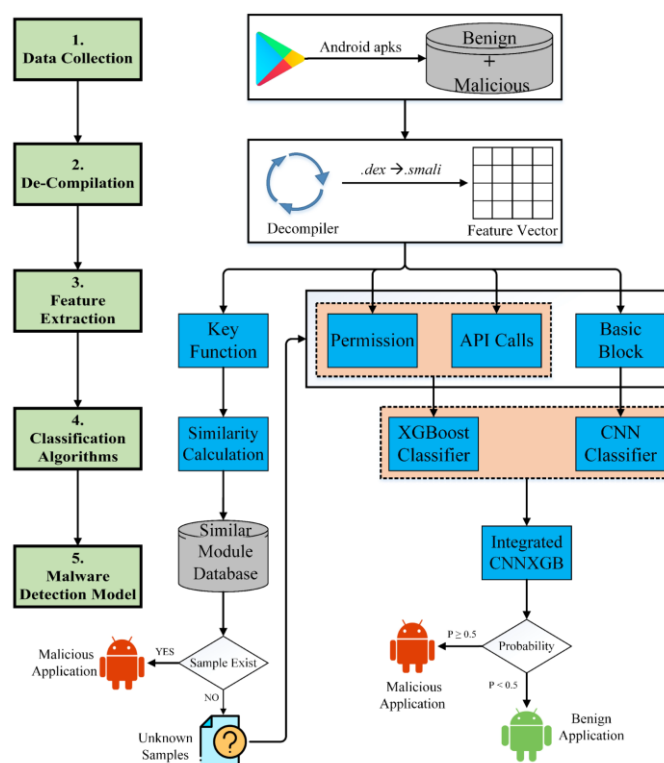 1.
Data Collection
2.
De-Compilation
3.
Feature
Extraction
4.
Classification
Algorithms
5.
Malware
Detection Model
Android apks
Benign
+
Malicious
.dex → .smali
Decompiler
Feature Vector
Key
Function
Permission
API Calls
Basic
Block
Similarity
Calculation
XGBoost
Classifier
CNN
Classifier
Similar
Module
Database
Integrated
CNNXGB
Malicious
Application
YES
Sample Exist
NO
Unknown
Samples
?
P ≥ 0.5
Probability
Malicious
Application
P < 0.5
Benign
Application